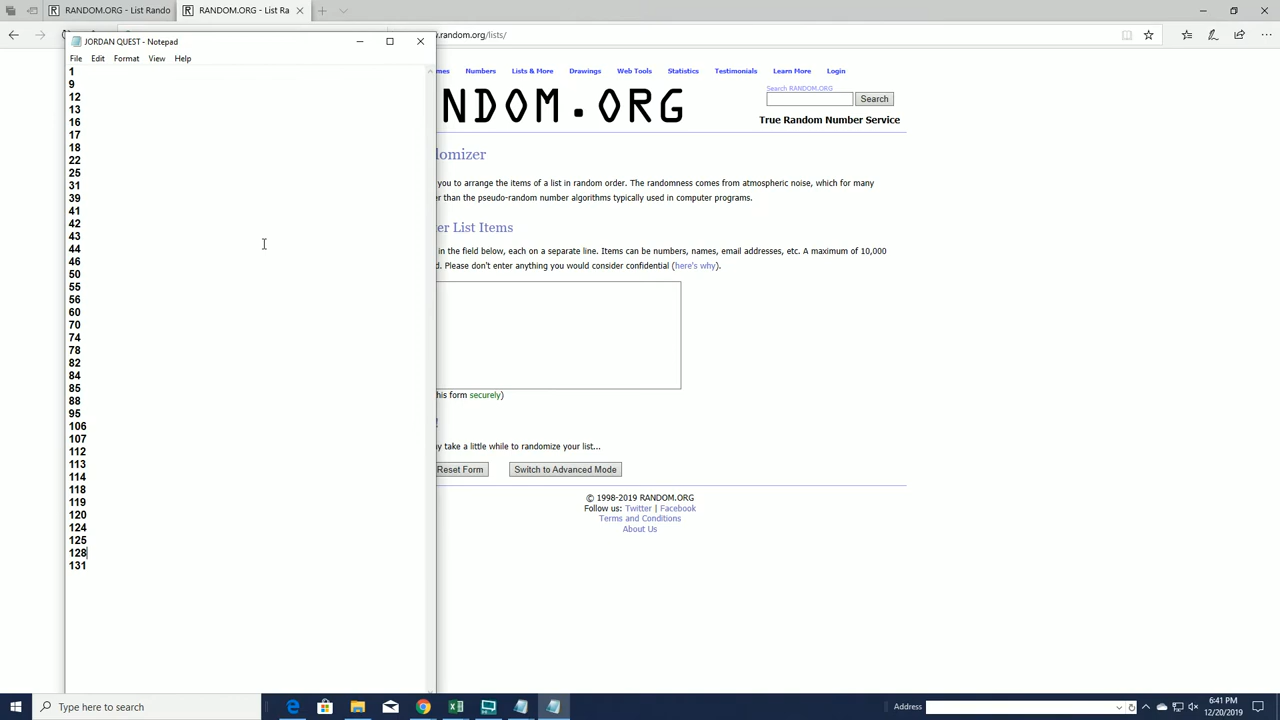 RANDOM.ORG - List Randor
RANDOM.ORG - List Ra
w.random.org/lists/
JORDAN QUEST - Notepad
File Edit Format View Help
1
9
12
13
16
17
18
22
25
31
39
41
42
43
44
46
50
55
56
60
70
74
78
82
84
85
88
95
106
107
112
113
114
118
119
120
124
125
128
131
mes Numbers Lists & More Drawings Web Tools Statistics Testimonials Learn More Login
Search RANDOM.ORG
Search
NDOM.ORG
True Random Number Service
domizer
you to arrange the items of a list in random order. The randomness comes from atmospheric noise, which for many
er than the pseudo-random number algorithms typically used in computer programs.
er List Items
in the field below, each on a separate line. Items can be numbers, names, email addresses, etc. A maximum of 10,000
d. Please don't enter anything you would consider confidential (here's why).
his form securely)
!
y take a little while to randomize your list...
Reset Form Switch to Advanced Mode
© 1998-2019 RANDOM.ORG
Follow us: Twitter | Facebook
Terms and Conditions
About Us
Type here to search
Address
6:41 PM
12/20/2019